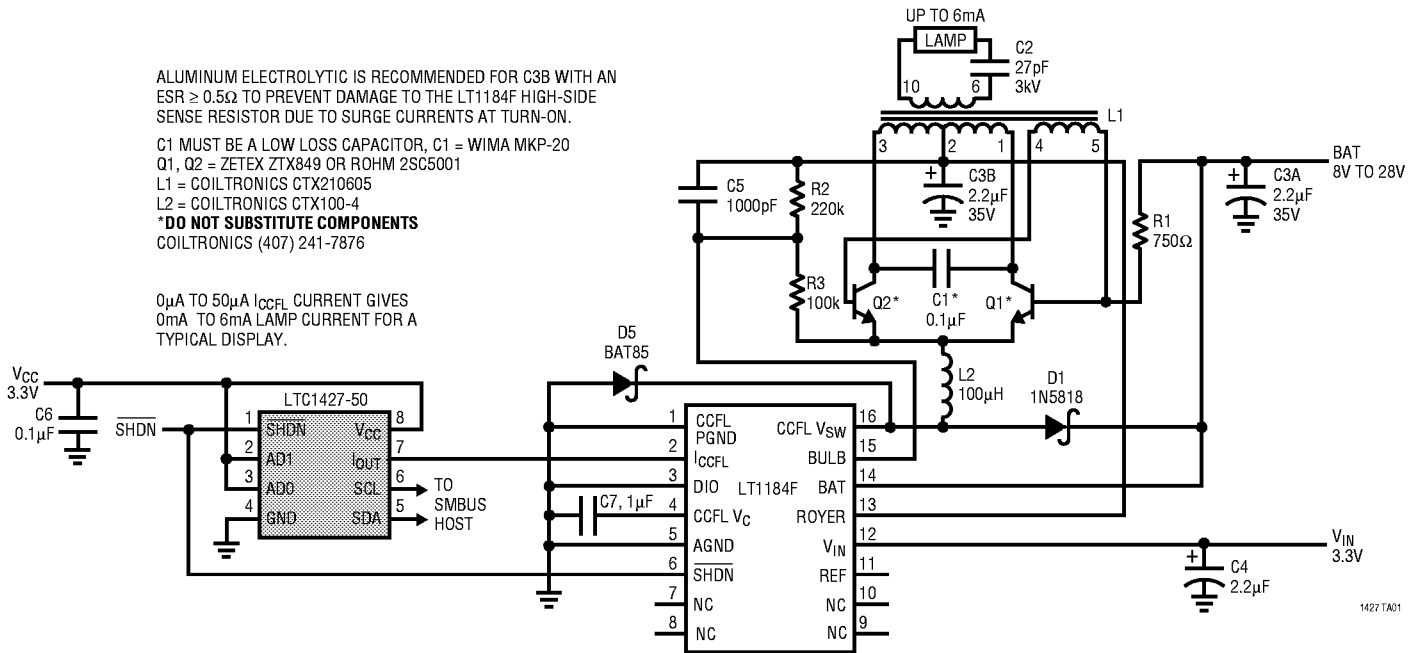 UP TO 6mA
LAMP
C2
27pF
3kV
10
6
L1
ALUMINUM ELECTROLYTIC IS RECOMMENDED FOR C3B WITH AN
ESR ≥ 0.5Ω TO PREVENT DAMAGE TO THE LT1184F HIGH-SIDE
SENSE RESISTOR DUE TO SURGE CURRENTS AT TURN-ON.
C1 MUST BE A LOW LOSS CAPACITOR, C1 = WIMA MKP-20
Q1, Q2 = ZETEX ZTX849 OR ROHM 2SC5001
L1 = COILTRONICS CTX210605
L2 = COILTRONICS CTX100-4
*DO NOT SUBSTITUTE COMPONENTS
COILTRONICS (407) 241-7876
0µA TO 50µA ICCFL CURRENT GIVES
0mA TO 6mA LAMP CURRENT FOR A
TYPICAL DISPLAY.
3
2
1
4
5
BAT
8V TO 28V
C5
1000pF
R2
220k
+
C3B
2.2µF
35V
+
C3A
2.2µF
35V
R1
750Ω
R3
100k
Q2*
C1*
0.1µF
Q1*
D5
BAT85
L2
100µH
D1
1N5818
VCC
3.3V
C6
0.1µF
SHDN
LTC1427-50
1
SHDN
2
AD1
3
AD0
4
GND
VCC
8
IOUT
7
SCL
6
SDA
5
TO
SMBUS
HOST
C7, 1µF
LT1184F
1
CCFL
PGND
2
ICCFL
3
DIO
4
CCFL VC
5
AGND
6
SHDN
7
NC
8
NC
CCFL VSW
16
BULB
15
BAT
14
ROYER
13
VIN
12
REF
11
NC
10
NC
9
VIN
3.3V
+
C4
2.2µF
1427 TA01